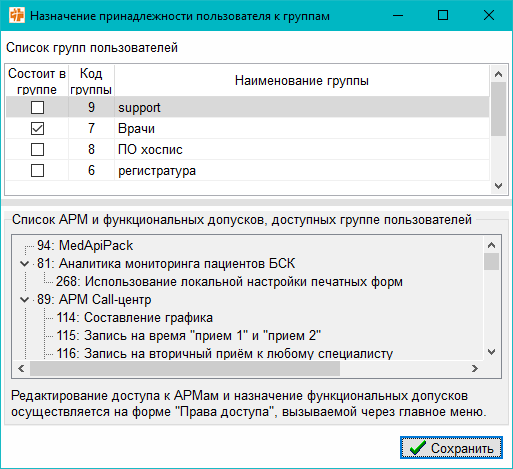 Назначение принадлежности пользователя к группам
Список групп пользователей
Состоит в группе Код группы Наименование группы
9 support
7 Врачи
8 ПО хоспис
6 регистратура
Список АРМ и функциональных допусков, доступных группе пользователей
94: MedApiPack
81: Аналитика мониторинга пациентов БСК
268: Использование локальной настройки печатных форм
89: АРМ Call-центр
114: Составление графика
115: Запись на время "прием 1" и "прием 2"
116: Запись на вторичный приём к любому специалисту
Редактирование доступа к АРМам и назначение функциональных допусков
осуществляется на форме "Права доступа", вызываемой через главное меню.
Сохранить